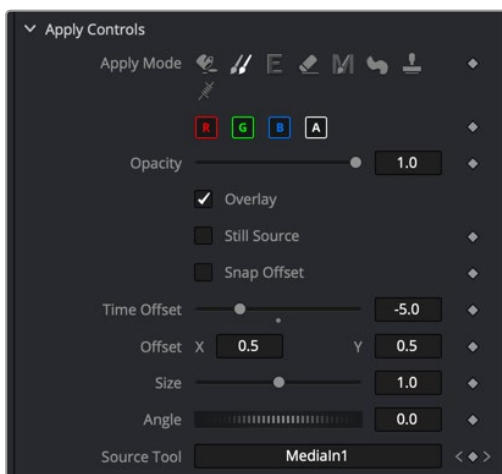 Apply Controls
Apply Mode E M
R G B A
Opacity 1.0
Overlay
Still Source
Snap Offset
Time Offset -5.0
Offset X 0.5 Y 0.5
Size 1.0
Angle 0.0
Source Tool MediaIn1